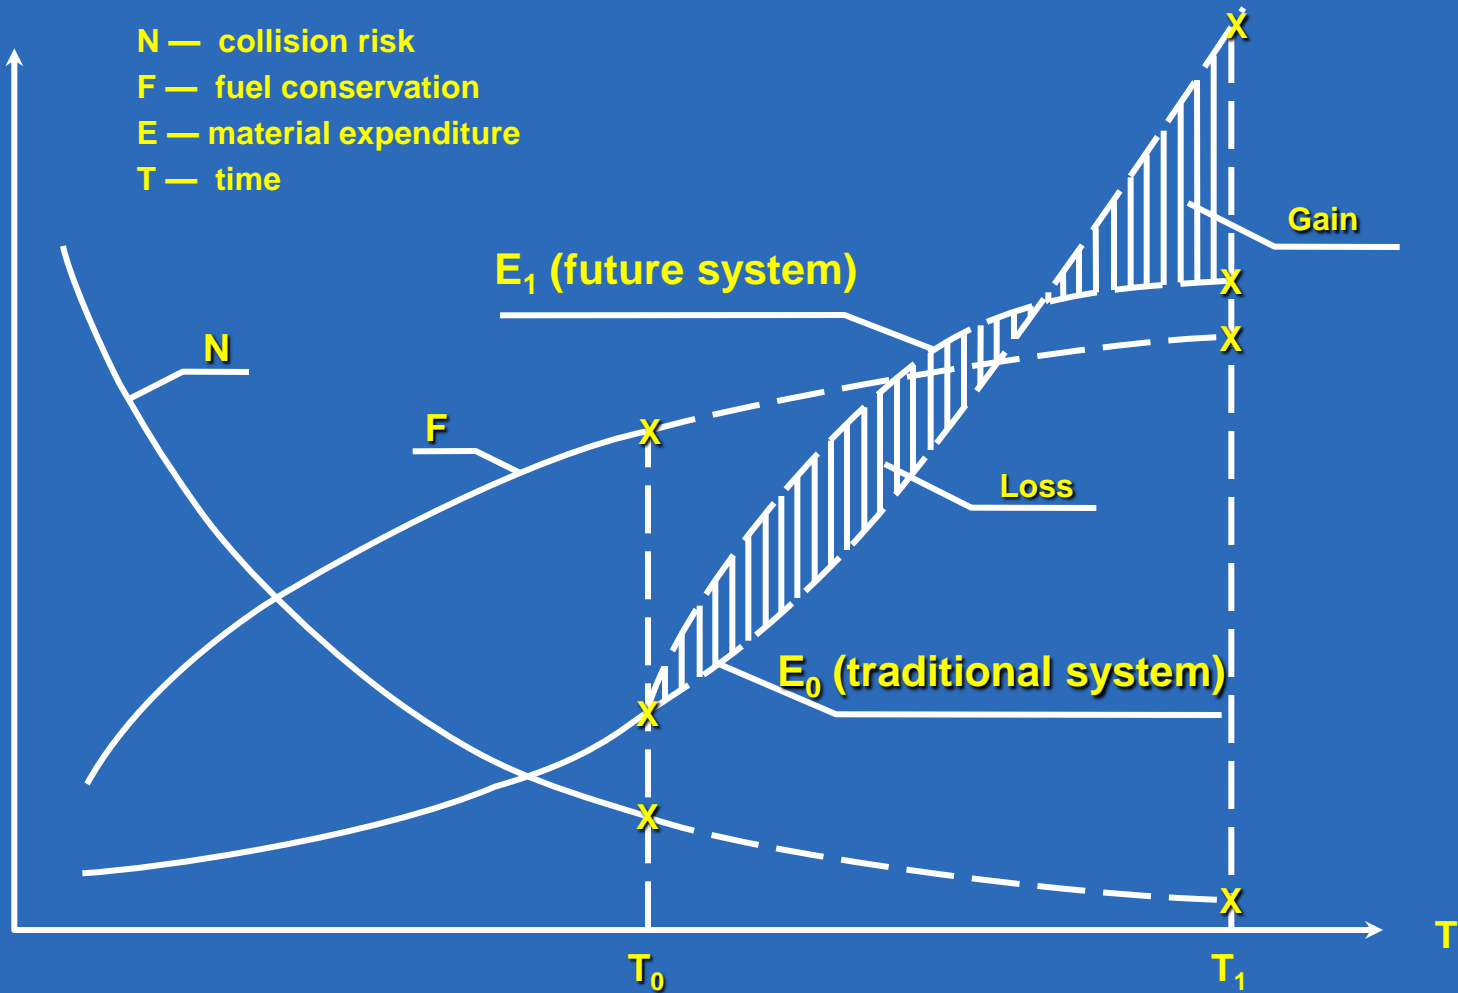 N — collision risk
F — fuel conservation
E — material expenditure
T — time
Gain
E₁ (future system)
N
F
Loss
E₀ (traditional system)
X
X
X
X
X
X
X
T
T₀
T₁